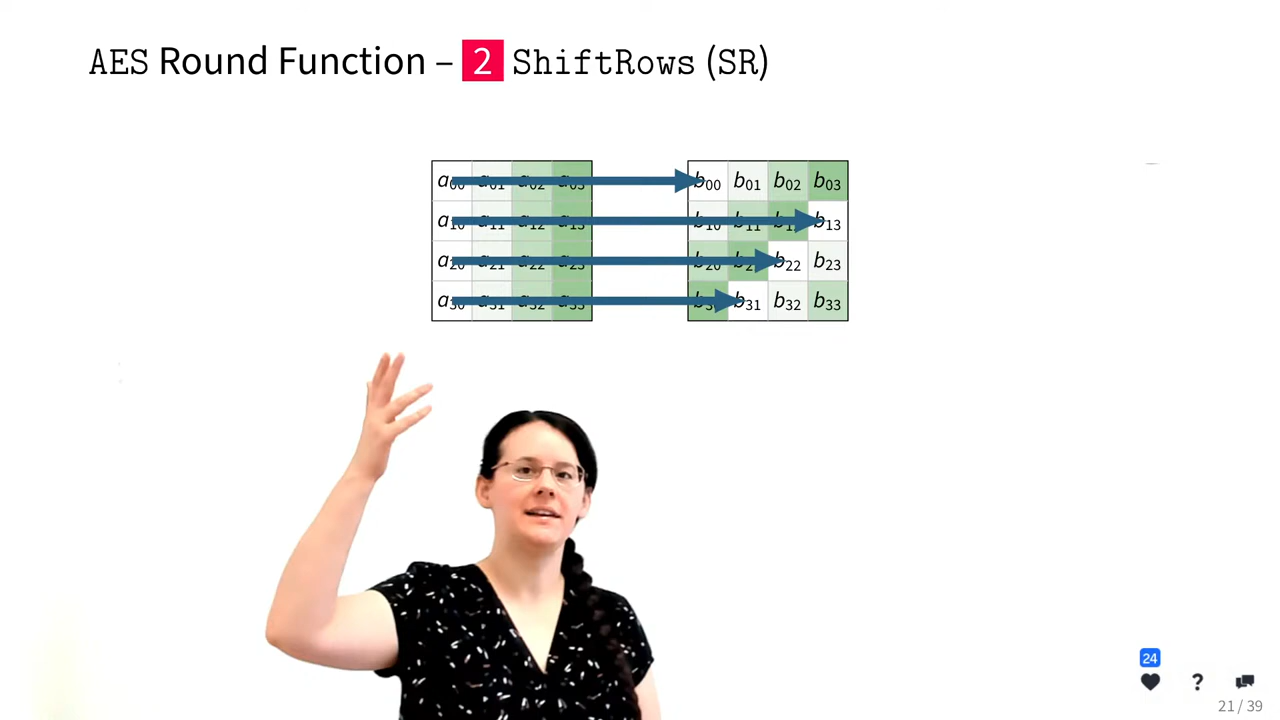 AES Round Function – 2 ShiftRows (SR)
a00 a01 a02 a03 b00 b01 b02 b03
a10 a11 a12 a13 b10 b11 b12 b13
a20 a21 a22 a23 b20 b21 b22 b23
a30 a31 a32 a33 b30 b31 b32 b33
24
?
21 / 39